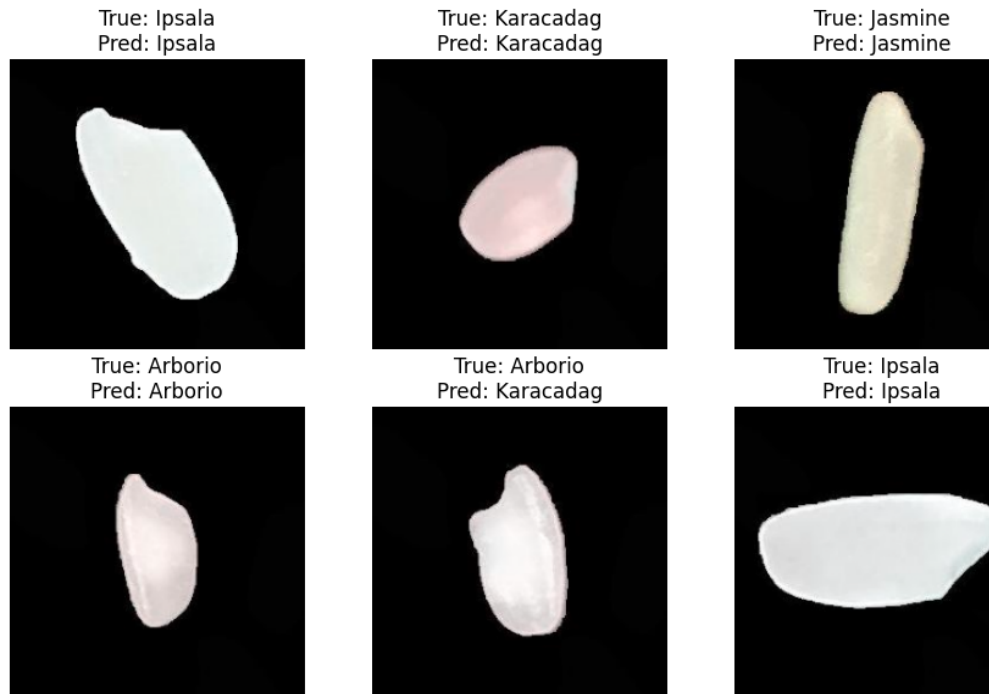 True: Ipsala
Pred: Ipsala
True: Karacadag
Pred: Karacadag
True: Jasmine
Pred: Jasmine
True: Arborio
Pred: Arborio
True: Arborio
Pred: Karacadag
True: Ipsala
Pred: Ipsala